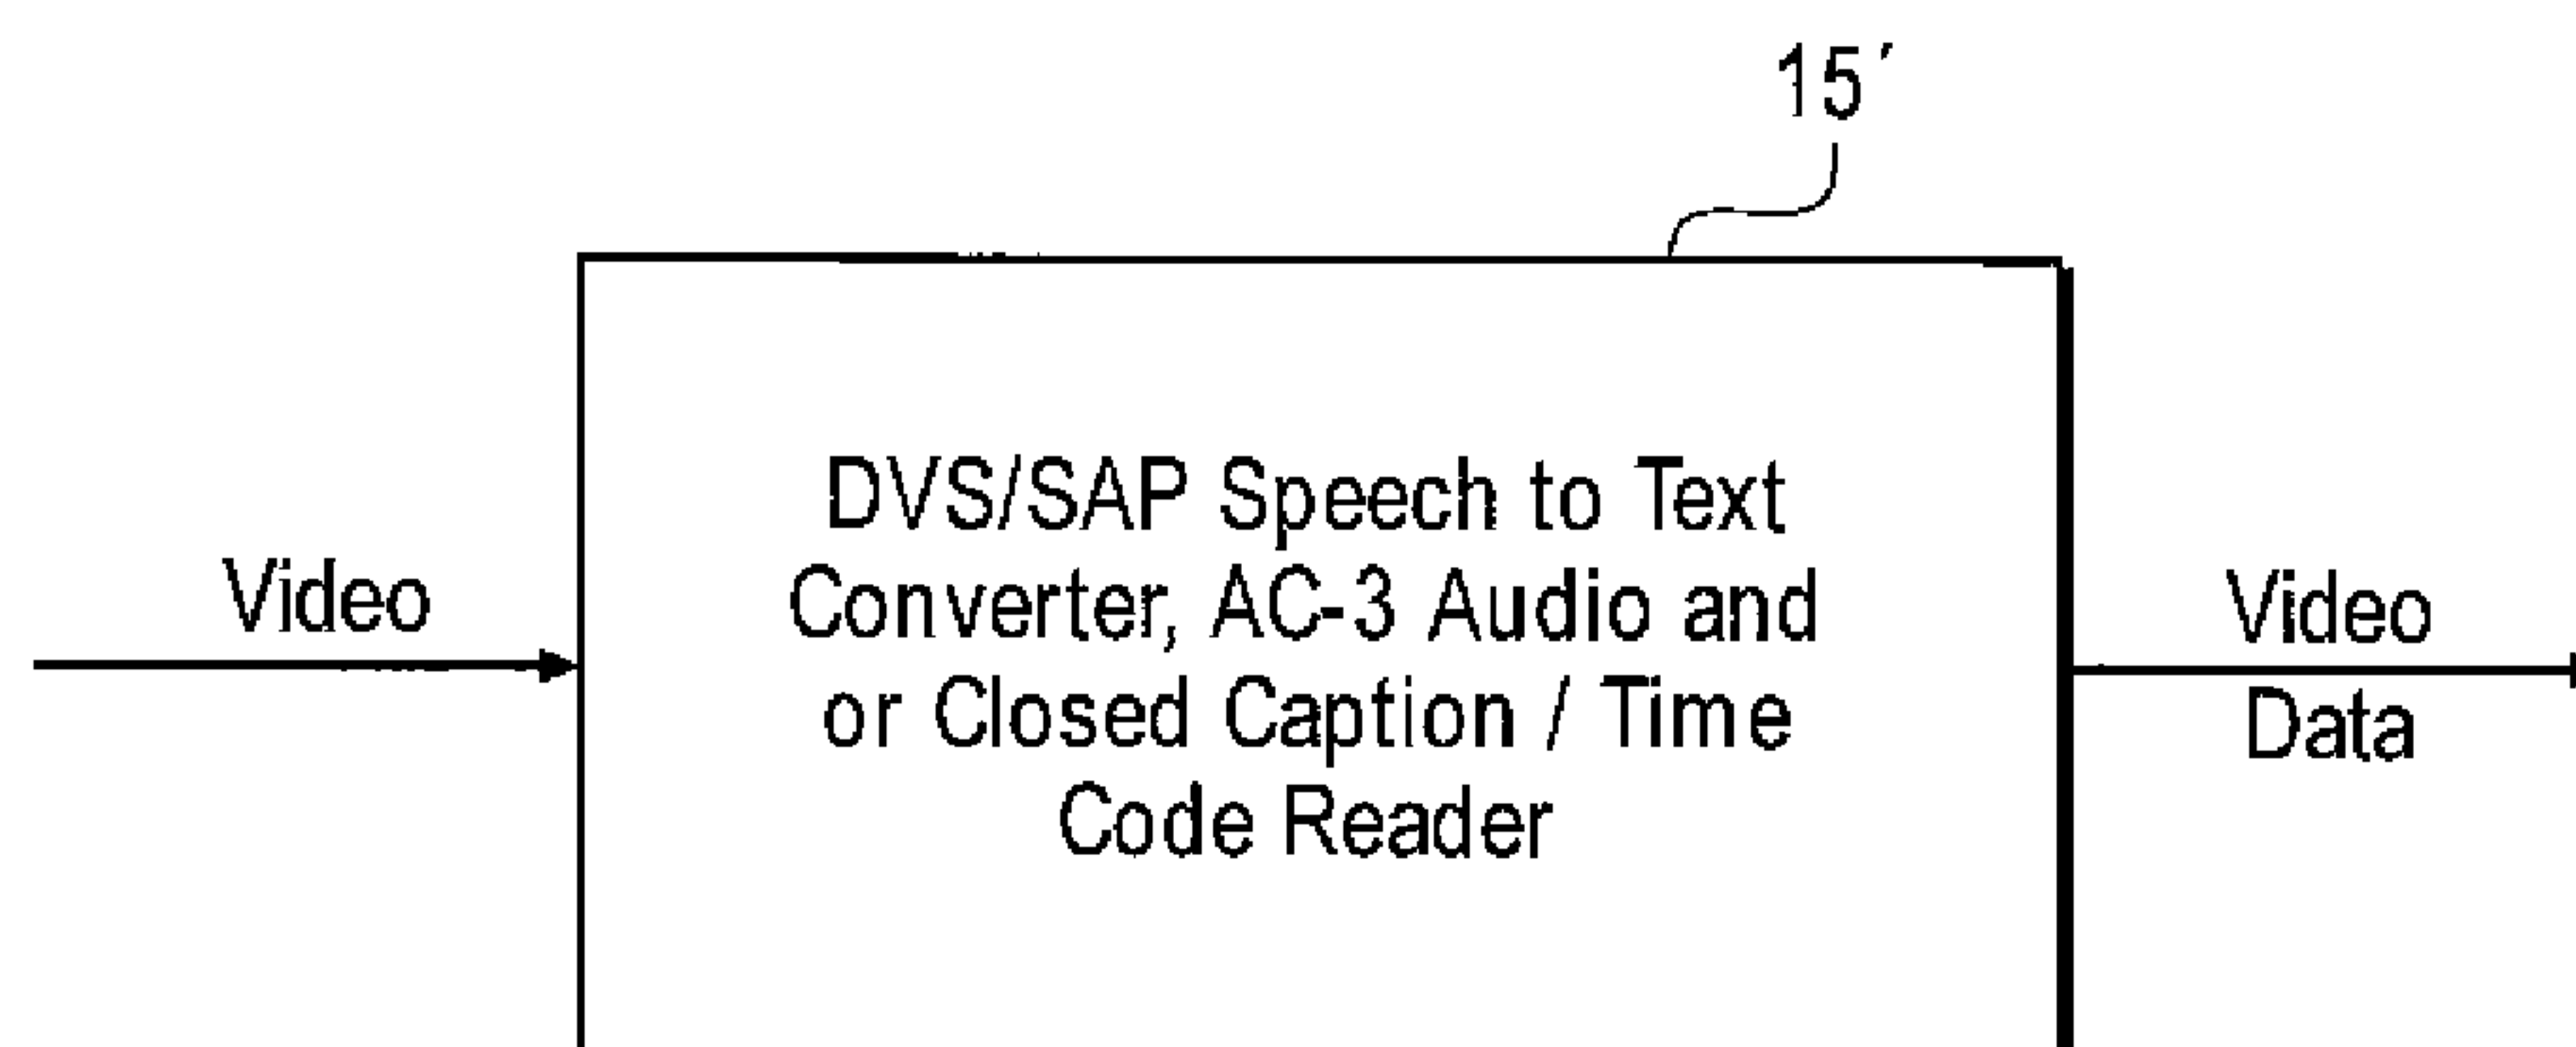 15´
DVS/SAP Speech to Text
Converter, AC-3 Audio and
or Closed Caption / Time
Code Reader
Video
Video
Data